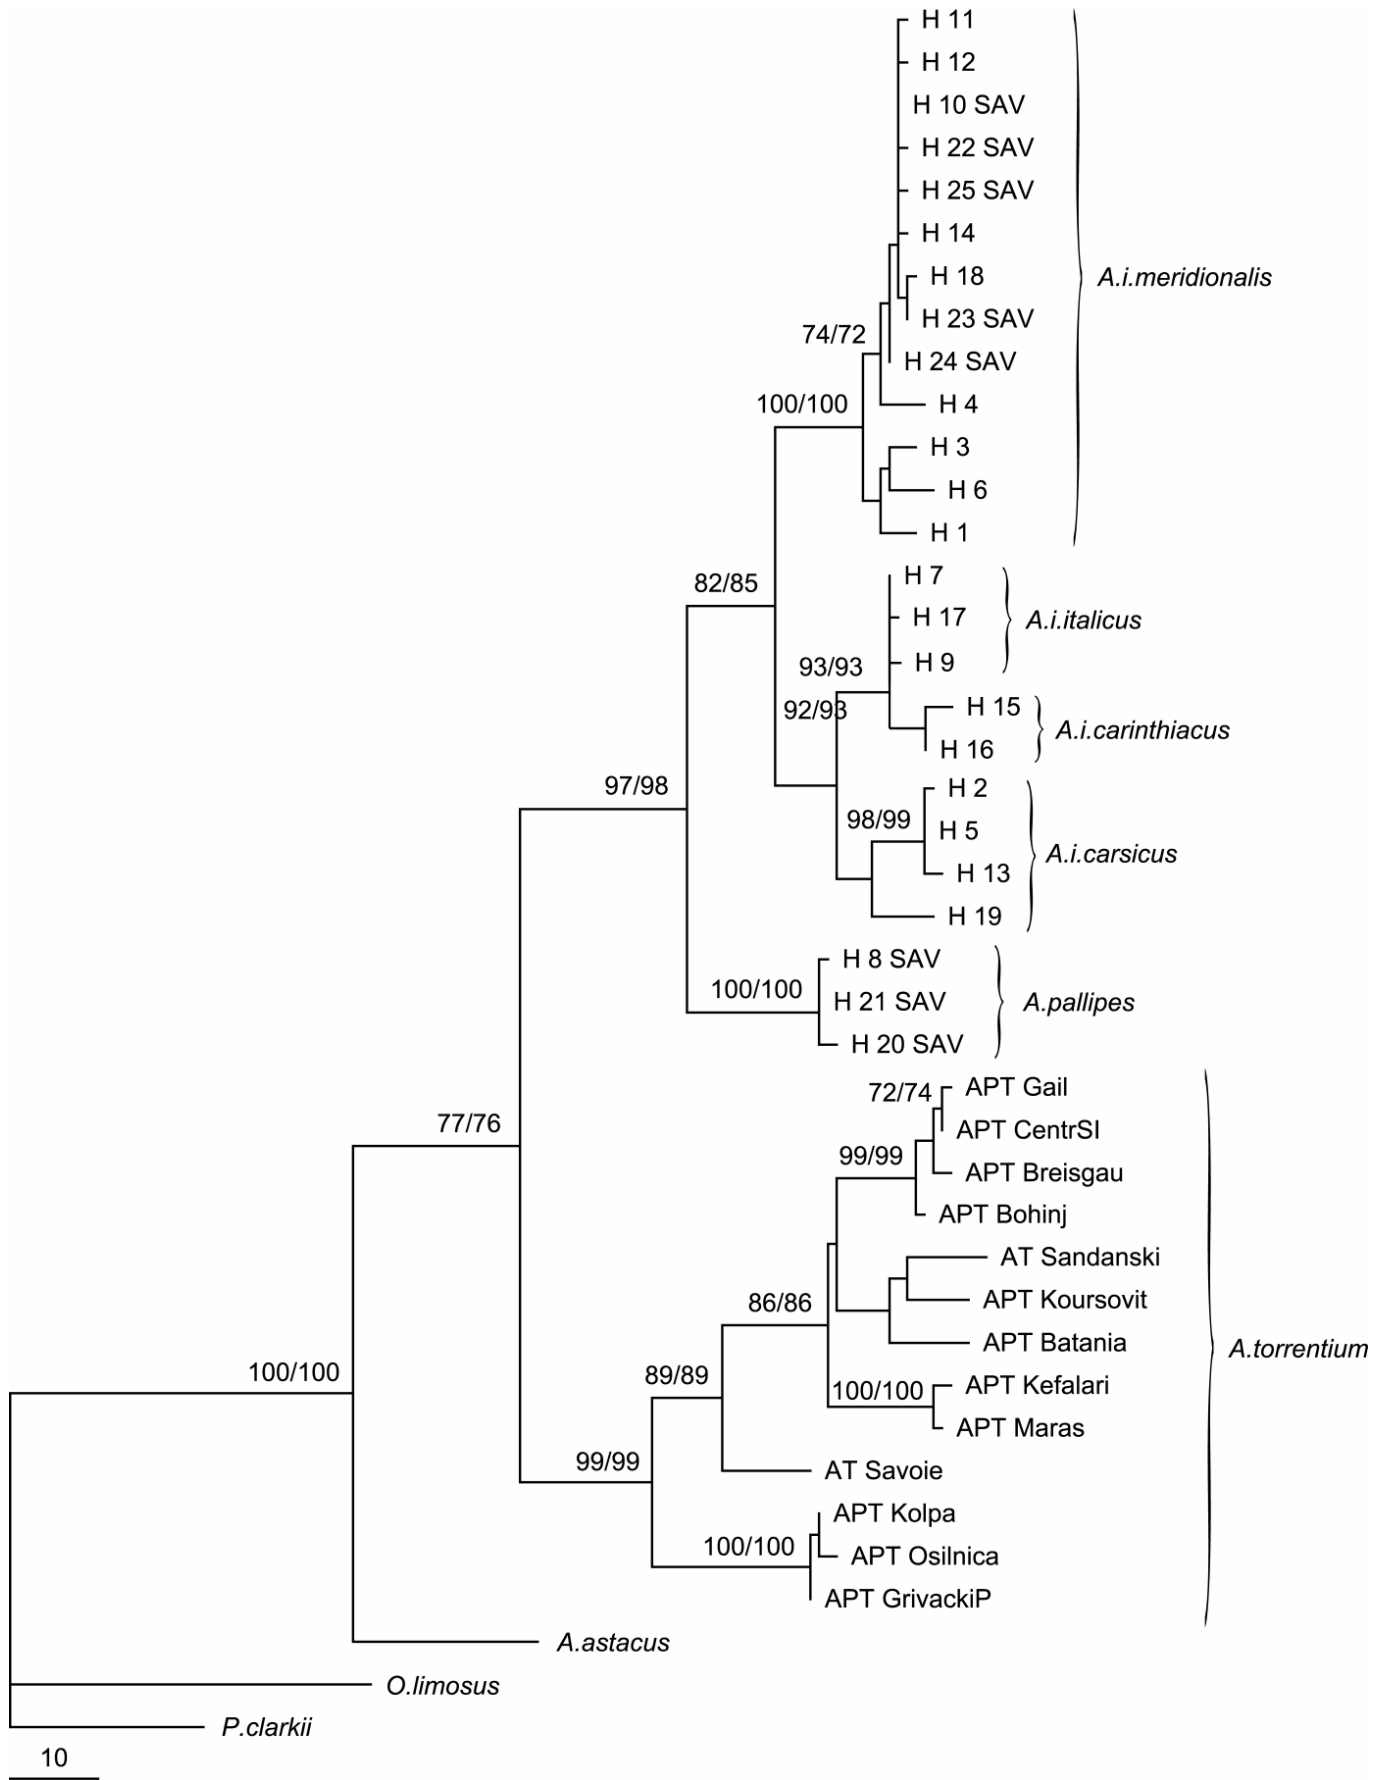 H 11
H 12
H 10 SAV
H 22 SAV
H 25 SAV
H 14
H 18
A.i.meridionalis
H 23 SAV
74/72
H 24 SAV
100/100
H 4
H 3
H 6
H 1
82/85
H 7
H 17
A.i.italicus
93/93
H 9
92/93
H 15
A.i.carinthiacus
H 16
97/98
H 2
98/99
H 5
A.i.carsicus
H 13
H 19
H 8 SAV
100/100
H 21 SAV
A.pallipes
H 20 SAV
72/74
APT Gail
77/76
APT CentrSI
99/99
APT Breisgau
APT Bohinj
AT Sandanski
86/86
APT Koursovit
APT Batania
A.torrentium
100/100
89/89
100/100
APT Kefalari
APT Maras
99/99
AT Savoie
APT Kolpa
100/100
APT Osilnica
APT GrivackiP
A.astacus
O.limosus
P.clarkii
10